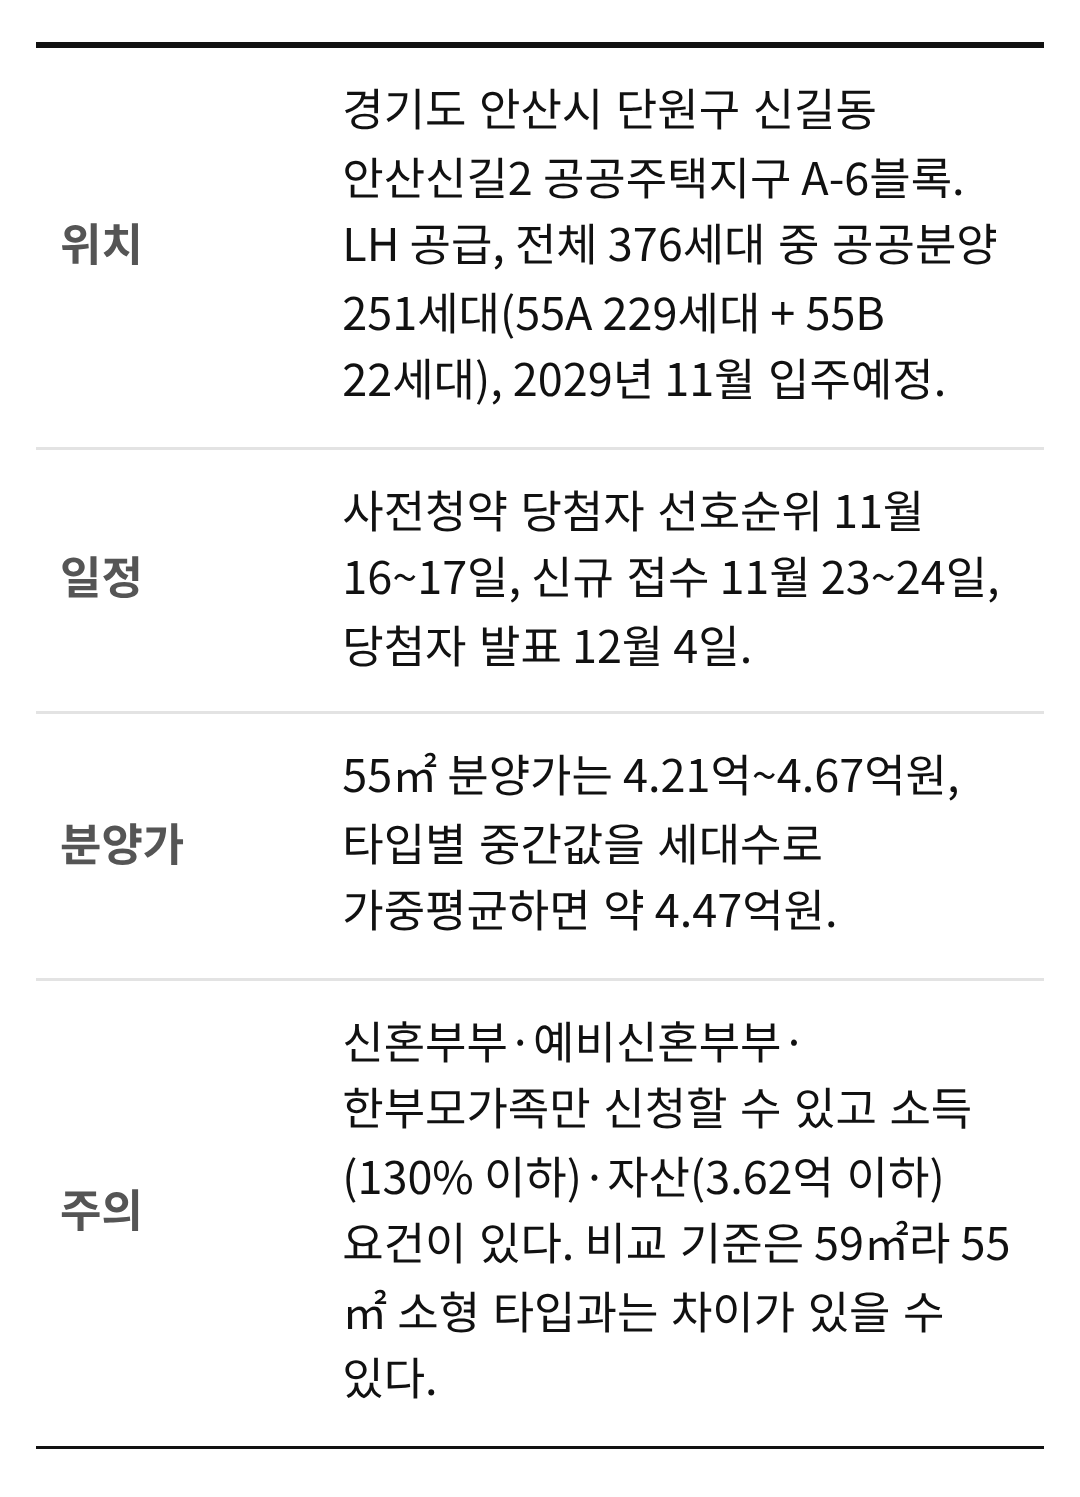 위치
경기도 안산시 단원구 신길동
안산신길2 공공주택지구 A-6블록.
LH 공급, 전체 376세대 중 공공분양
251세대(55A 229세대 + 55B
22세대), 2029년 11월 입주예정.
일정
사전청약 당첨자 선호순위 11월
16~17일, 신규 접수 11월 23~24일,
당첨자 발표 12월 4일.
분양가
55㎡ 분양가는 4.21억~4.67억원,
타입별 중간값을 세대수로
가중평균하면 약 4.47억원.
주의
신혼부부·예비신혼부부·
한부모가족만 신청할 수 있고 소득
(130% 이하)·자산(3.62억 이하)
요건이 있다. 비교 기준은 59㎡라 55
㎡ 소형 타입과는 차이가 있을 수
있다.